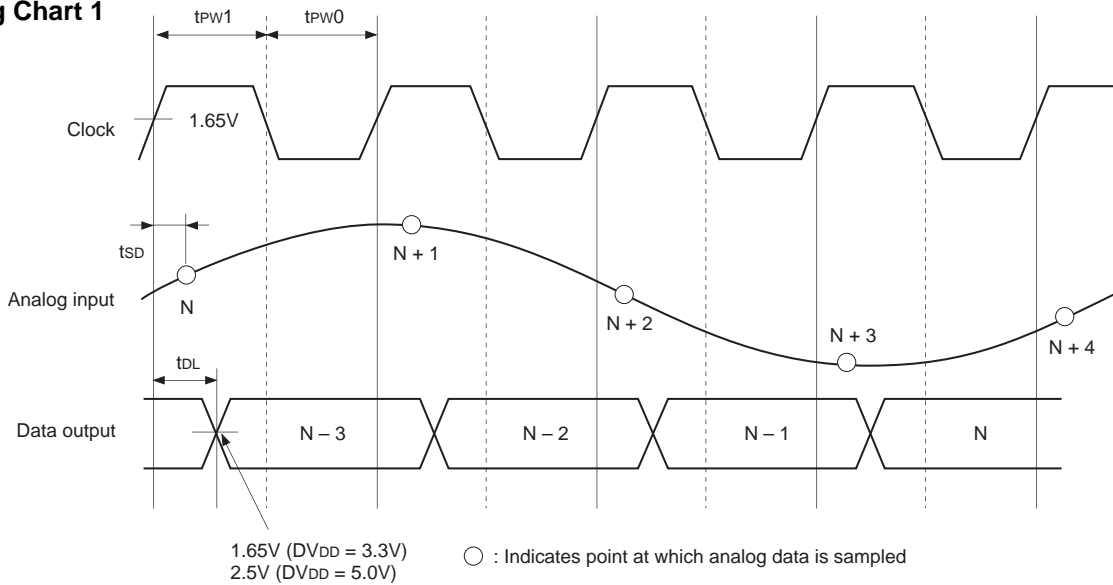 g Chart 1
tPW1
tPW0
Clock
1.65V
tSD
N
N + 1
N + 2
N + 3
N + 4
Analog input
tDL
Data output
N – 3
N – 2
N – 1
N
1.65V (DVDD = 3.3V)
2.5V (DVDD = 5.0V)
: Indicates point at which analog data is sampled